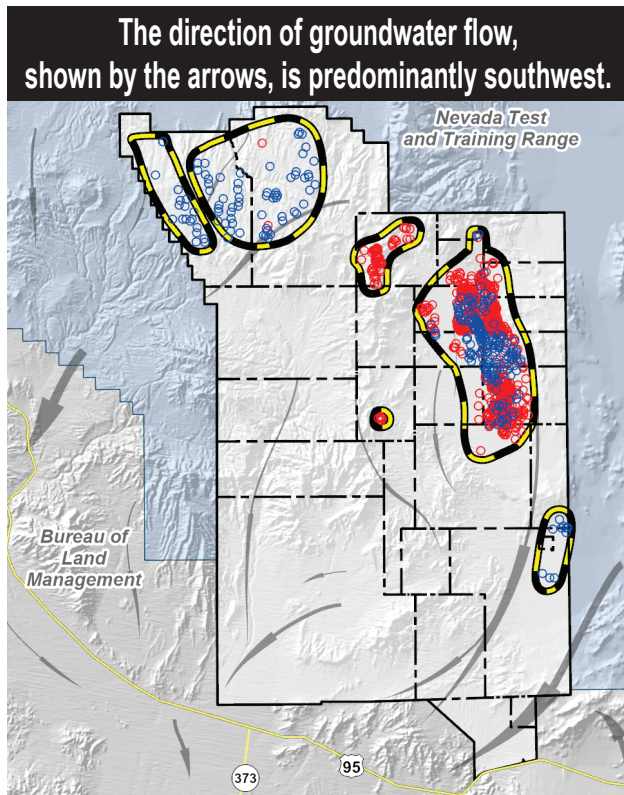 The direction of groundwater flow,
shown by the arrows, is predominantly southwest.
Nevada Test
and Training Range
Bureau of
Land
Management
95
373